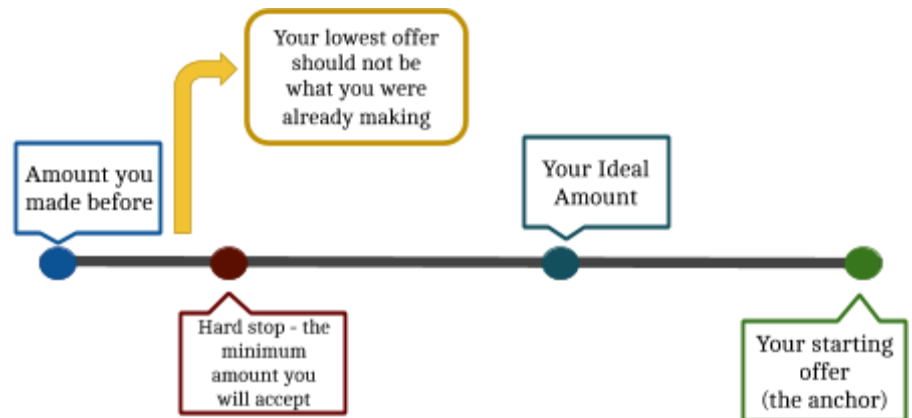 Your lowest offer
should not be
what you were
already making
Amount you
made before
Your Ideal
Amount
Hard stop - the
minimum
amount you
will accept
Your starting
offer
(the anchor)